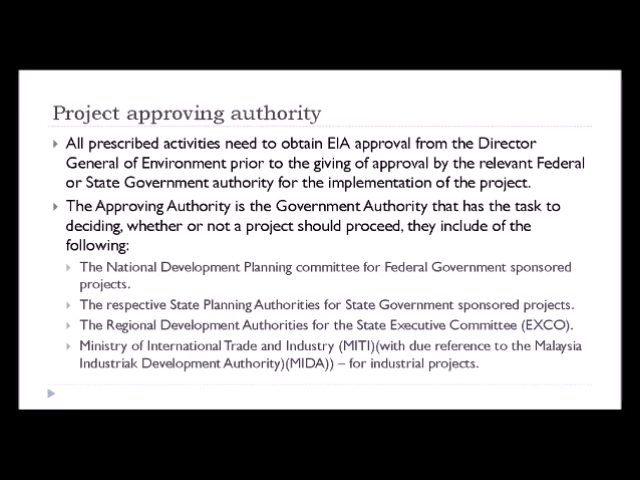 Project approving authority
All prescribed activities need to obtain EIA approval from the Director
General of Environment prior to the giving of approval by the relevant Federal
or State Government authority for the implementation of the project.
The Approving Authority is the Government Authority that has the task to
deciding, whether or not a project should proceed, they include of the
following:
The National Development Planning committee for Federal Government sponsored
projects.
The respective State Planning Authorities for State Government sponsored projects.
The Regional Development Authorities for the State Executive Committee (EXCO).
Ministry of International Trade and Industry (MITI)(with due reference to the Malaysia
Industriak Development Authority)(MIDA)) – for industrial projects.